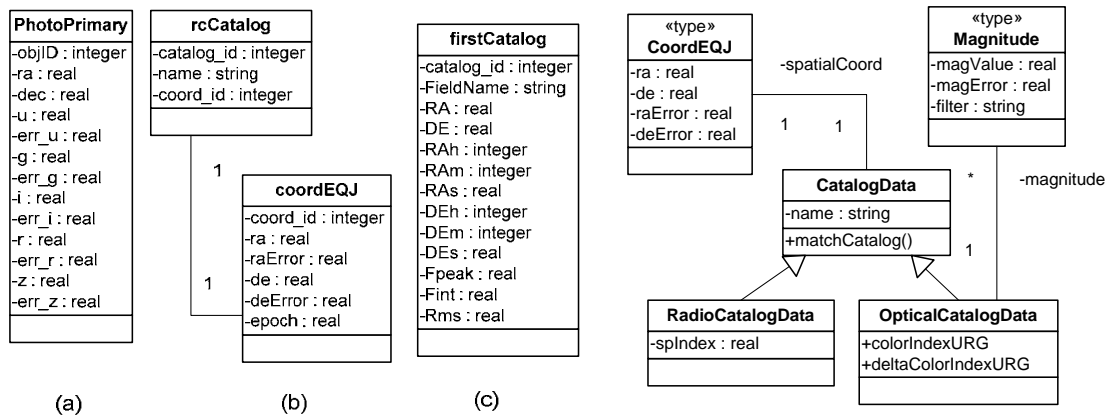 PhotoPrimary
-objID : integer
-ra : real
-dec : real
-u : real
-err_u : real
-g : real
-err_g : real
-i : real
-err_i : real
-r : real
-err_r : real
-z : real
-err_z : real
(a)
rcCatalog
-catalog_id : integer
-name : string
-coord_id : integer
1
1
coordEQJ
-coord_id : integer
-ra : real
-raError : real
-de : real
-deError : real
-epoch : real
(b)
firstCatalog
-catalog_id : integer
-FieldName : string
-RA : real
-DE : real
-RAh : integer
-RAm : integer
-RAs : real
-DEh : integer
-DEm : integer
-DEs : real
-Fpeak : real
-Fint : real
-Rms : real
(c)
«type»
CoordEQJ
-ra : real
-de : real
-raError : real
-deError : real
-spatialCoord
1
1
«type»
Magnitude
-magValue : real
-magError : real
-filter : string
*
-magnitude
1
CatalogData
-name : string
+matchCatalog()
RadioCatalogData
-spIndex : real
OpticalCatalogData
+colorIndexURG
+deltaColorIndexURG